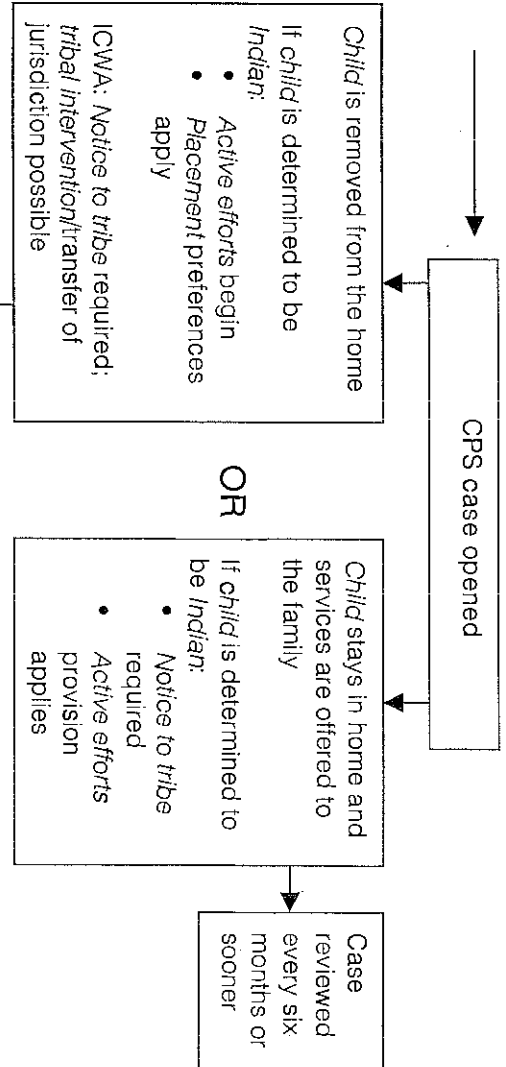 CPS case opened
Child is removed from the home
If child is determined to be
Indian:
• Active efforts begin
• Placement preferences
apply
ICWA: Notice to tribe required;
tribal intervention/transfer of
jurisdiction possible
OR
Child stays in home and
services are offered to
the family
If child is determined to
be Indian:
• Notice to tribe
required
• Active efforts
provision
applies
Case
reviewed
every six
months or
sooner